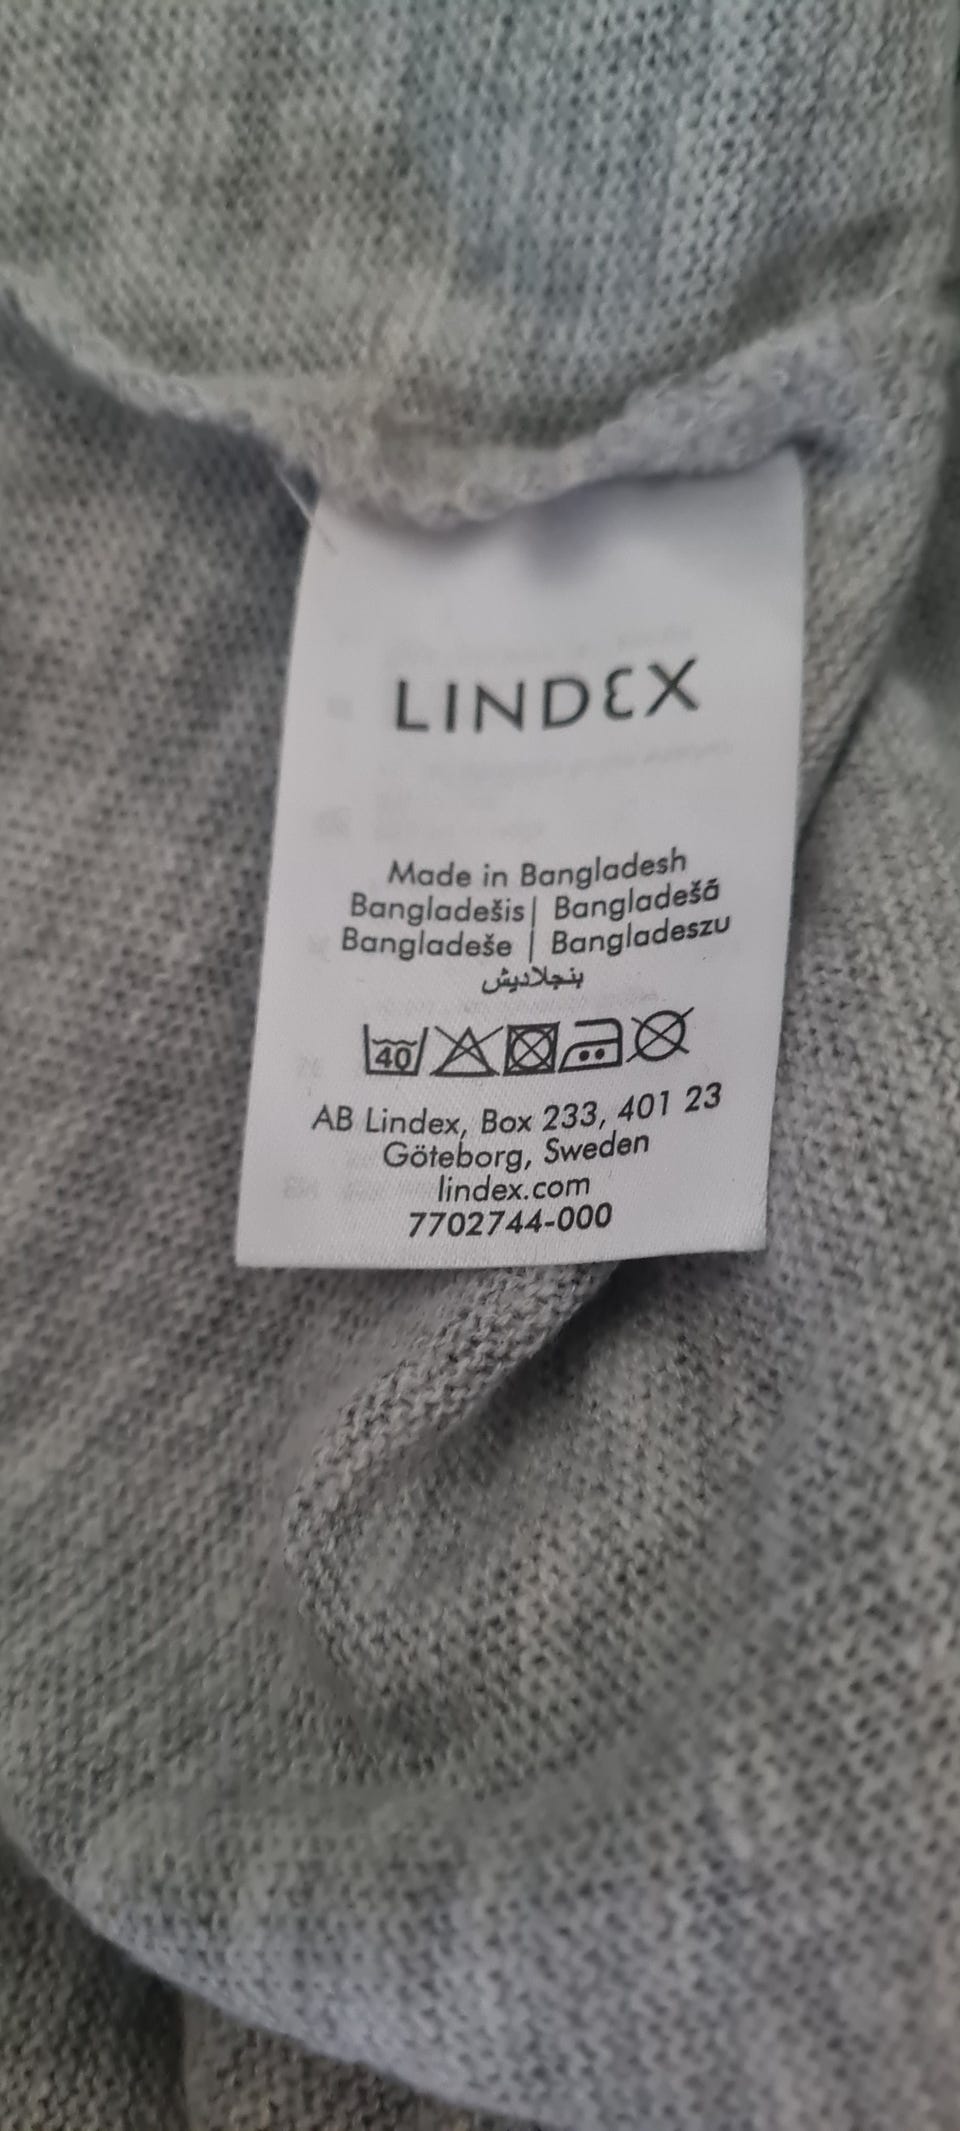 LINDEX
Made in Bangladesh
Bangladešis| Bangladešā
Bangladeše | Bangladeszu
بنجلاديش
40
AB Lindex, Box 233, 401 23
Göteborg, Sweden
lindex.com
7702744-000